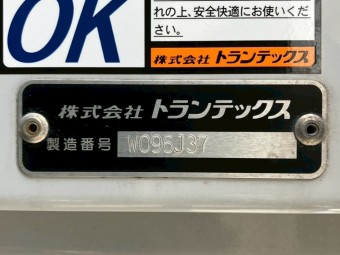 OK
れの上、安全快適にお使いくだ
さい。
株式会社 トランテックス
株式会社 トランテックス
製造番号 W096J37